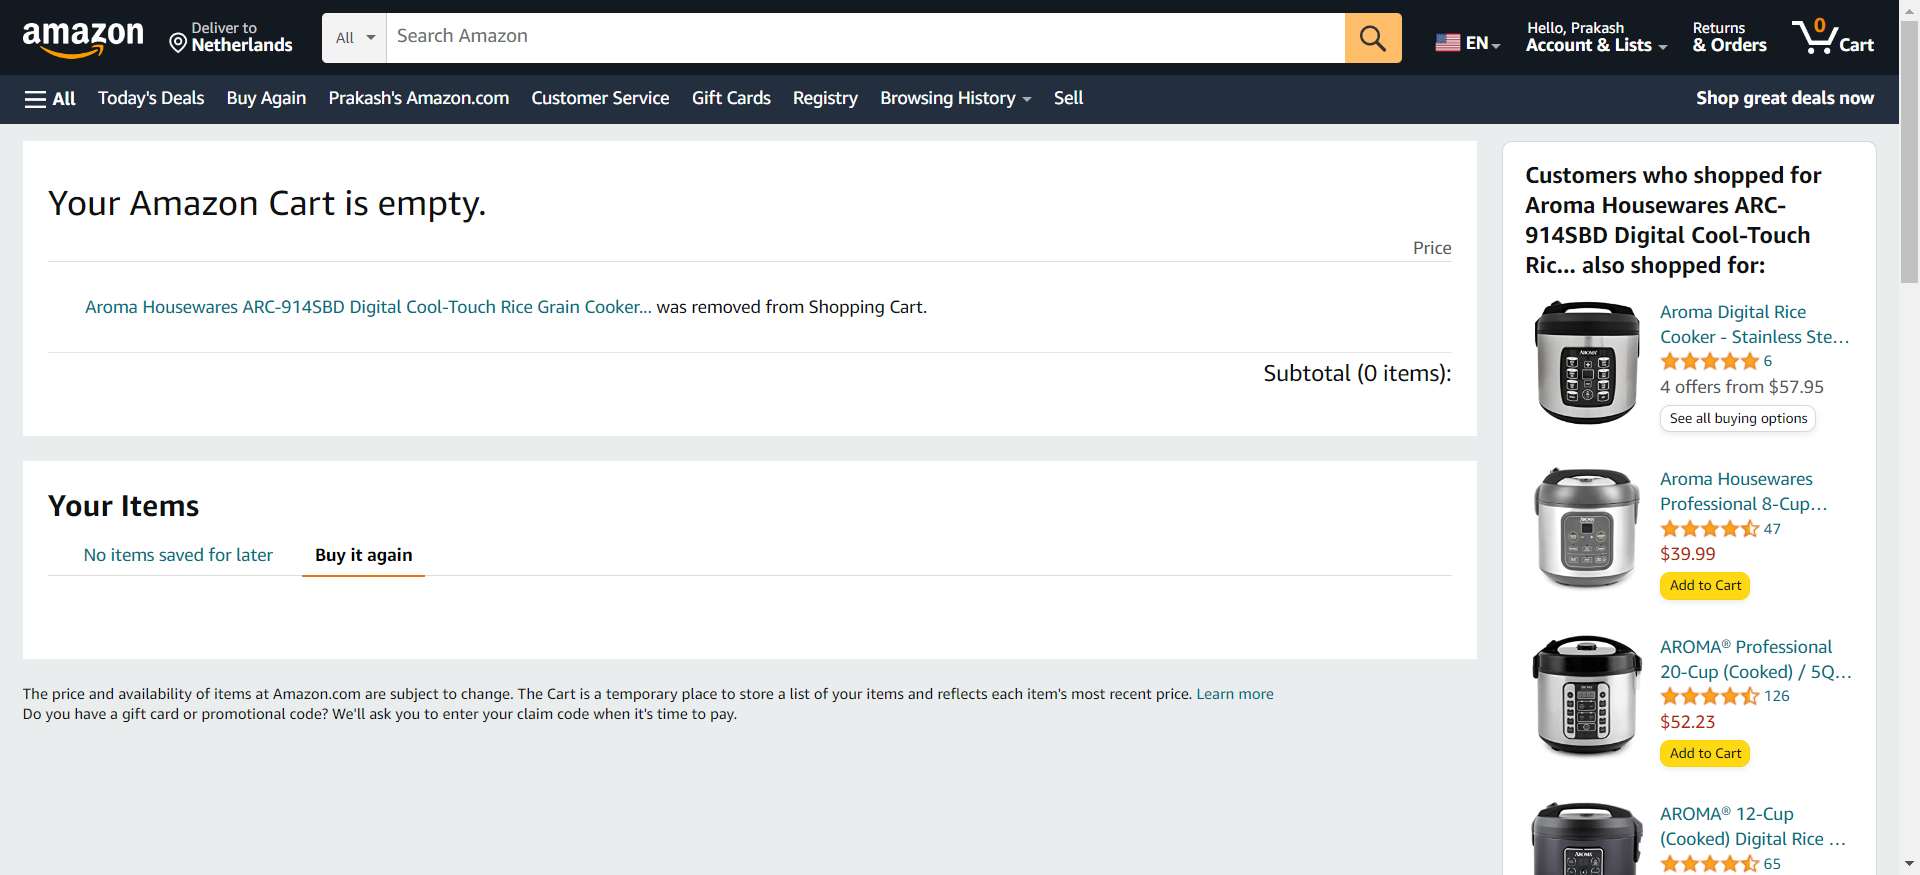 amazon
Deliver to
Netherlands
All
Search Amazon
EN
Hello, Prakash
Account & Lists
Returns
& Orders
0
Cart
All
Today's Deals
Buy Again
Prakash's Amazon.com
Customer Service
Gift Cards
Registry
Browsing History
Sell
Shop great deals now
Your Amazon Cart is empty.
Price
Aroma Housewares ARC-914SBD Digital Cool-Touch Rice Grain Cooker... was removed from Shopping Cart.
Subtotal (0 items):
Your Items
No items saved for later
Buy it again
The price and availability of items at Amazon.com are subject to change. The Cart is a temporary place to store a list of your items and reflects each item's most recent price. Learn more
Do you have a gift card or promotional code? We'll ask you to enter your claim code when it's time to pay.
Customers who shopped for
Aroma Housewares ARC-
914SBD Digital Cool-Touch
Ric... also shopped for:
Aroma Digital Rice
Cooker - Stainless Ste...
6
4 offers from $57.95
See all buying options
Aroma Housewares
Professional 8-Cup...
47
$39.99
Add to Cart
AROMA® Professional
20-Cup (Cooked) / 5Q...
126
$52.23
Add to Cart
AROMA® 12-Cup
(Cooked) Digital Rice ...
65